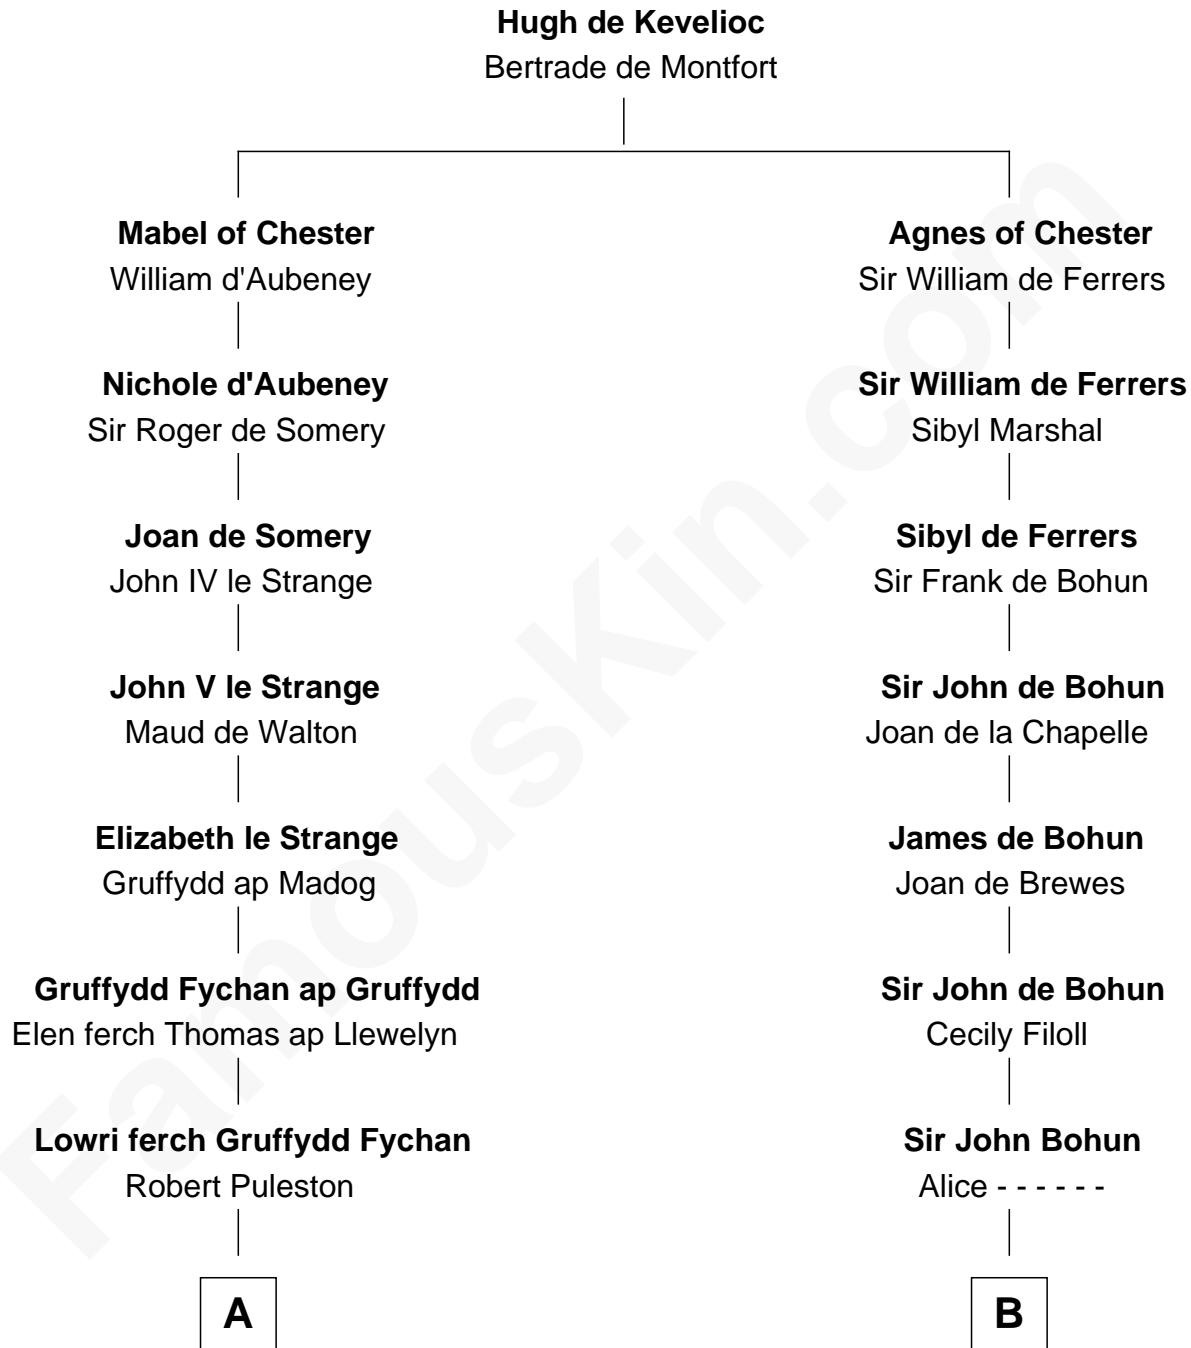 Hugh de Kevelioc
Bertrade de Montfort
Mabel of Chester
William d'Aubeney
Nichole d'Aubeney
Sir Roger de Somery
Joan de Somery
John IV le Strange
John V le Strange
Maud de Walton
Elizabeth le Strange
Gruffydd ap Madog
Gruffydd Fychan ap Gruffydd
Elen ferch Thomas ap Llewelyn
Lowri ferch Gruffydd Fychan
Robert Puleston
A
Agnes of Chester
Sir William de Ferrers
Sir William de Ferrers
Sibyl Marshal
Sibyl de Ferrers
Sir Frank de Bohun
Sir John de Bohun
Joan de la Chapelle
James de Bohun
Joan de Brewes
Sir John de Bohun
Cecily Filoll
Sir John Bohun
Alice - - - - - -
B
FamousKin.com